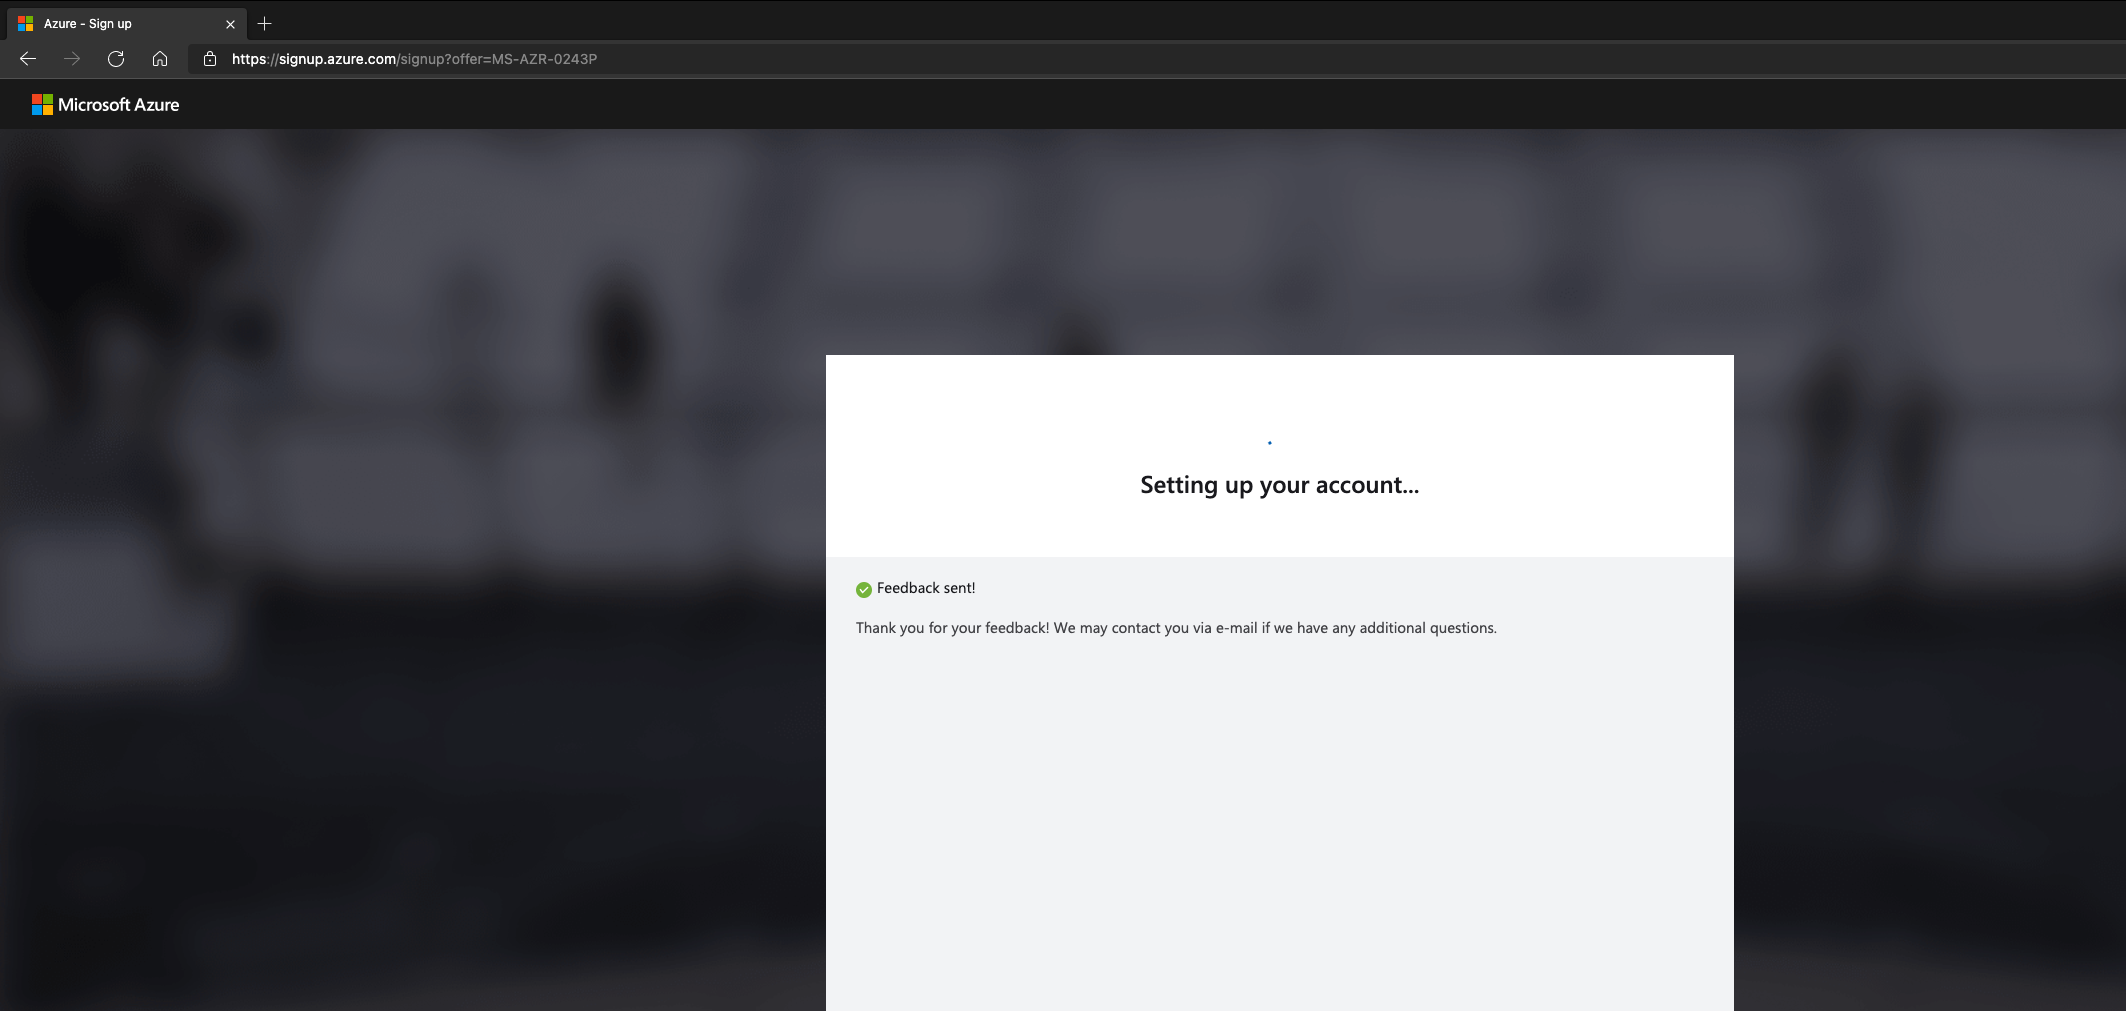 Azure - Sign up
https://signup.azure.com/signup?offer=MS-AZR-0243P
Microsoft Azure
Setting up your account...
Feedback sent!
Thank you for your feedback! We may contact you via e-mail if we have any additional questions.